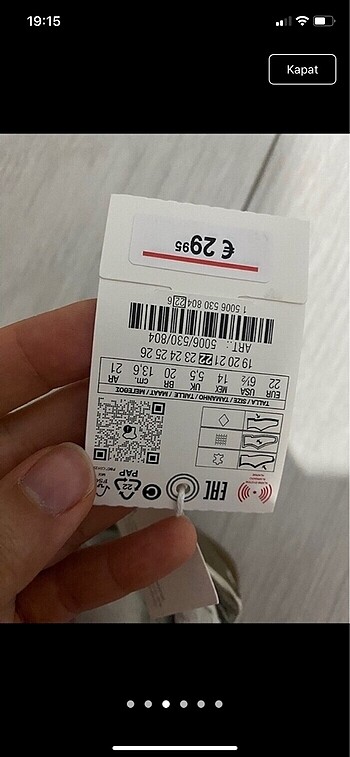 19:15
Kapat
EAC
22
PAP
TALLA / SIZE / TAMANHO / TAILLE / MAAT / ΜΕΓΕΘΟΣ
EUR USA MEX UK BR cm. AR
22 6½ 14 5.5 20 13.6 21
19 20 21 22 23 24 25 26
ART.: 5006/530/804
1 5006 530 804 22 6
€ 29 95